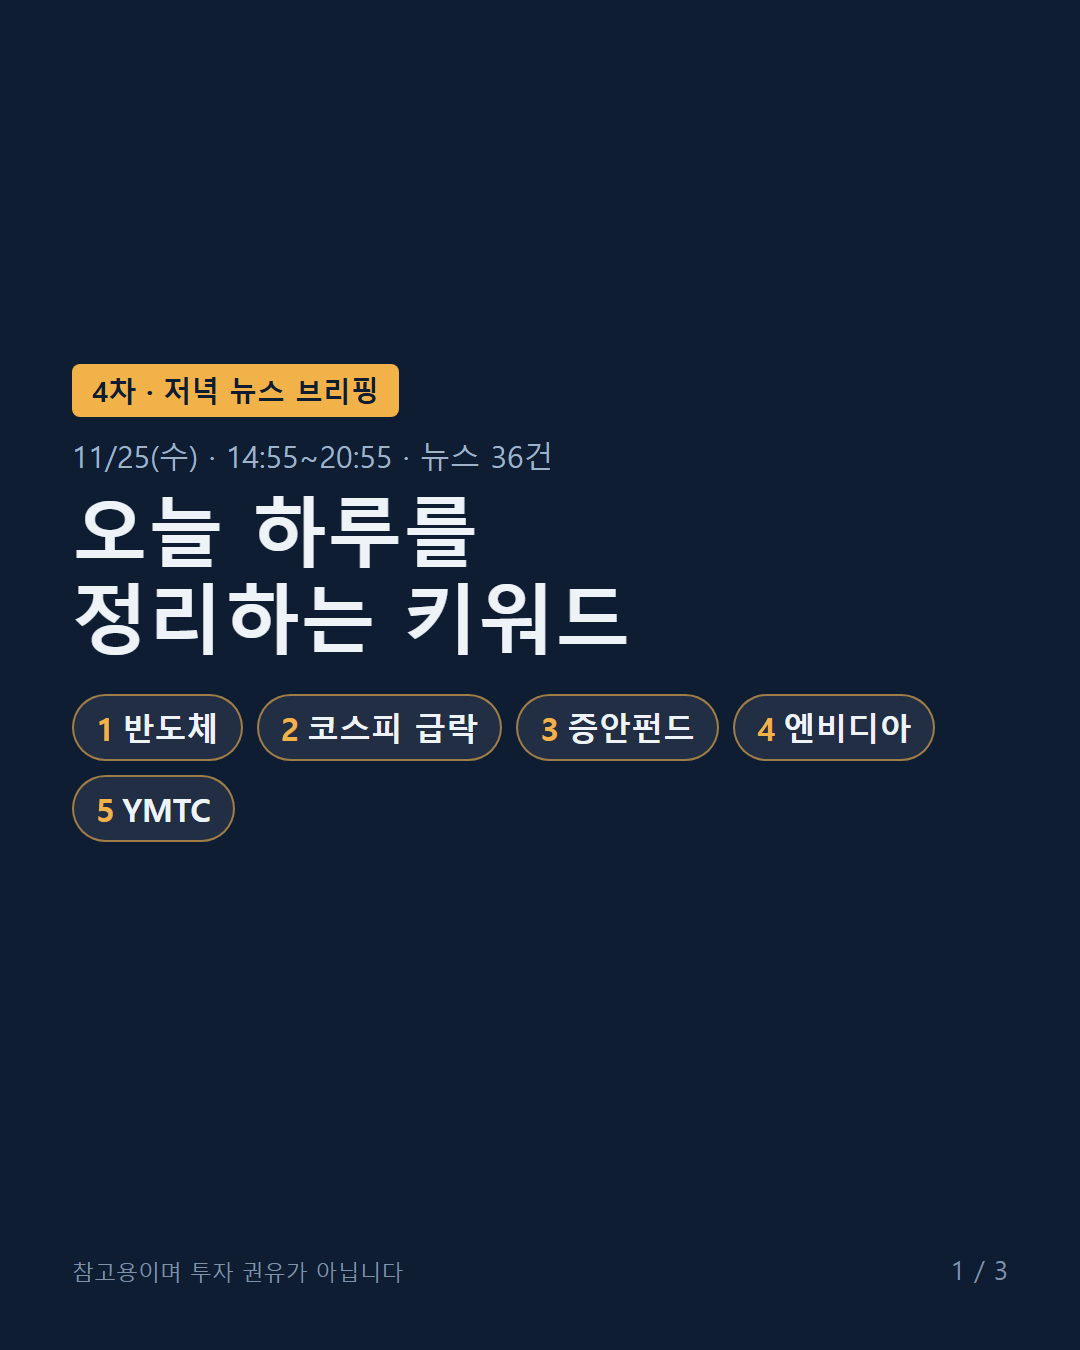 4차 · 저녁 뉴스 브리핑
11/25(수) · 14:55~20:55 · 뉴스 36건
오늘 하루를
정리하는 키워드
1 반도체 2 코스피 급락 3 증안펀드 4 엔비디아
5 YMTC
참고용이며 투자 권유가 아닙니다
1 / 3